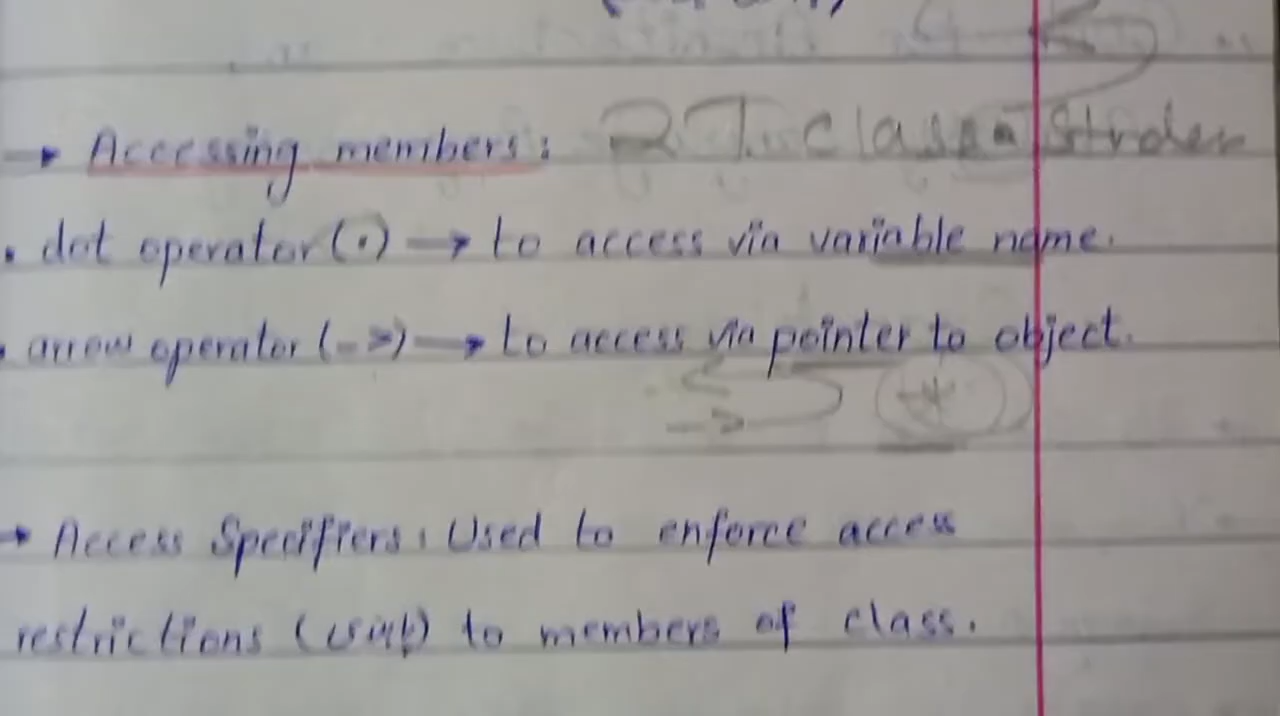 → Accessing members:
. dot operator (.) → to access via variable name.
. arrow operator (->) → to access via pointer to object.
→ Access Specifiers: Used to enforce access
restrictions () to members of class.